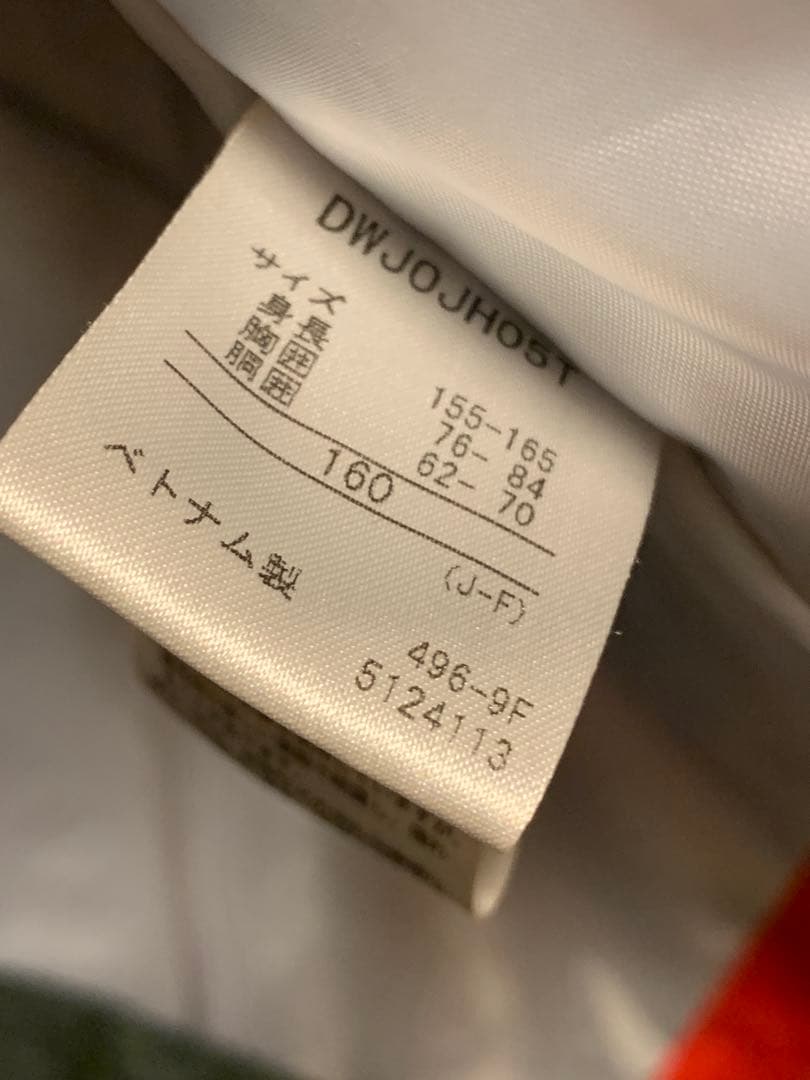 DWJOJH05T
サイズ
身長 155-165
胸囲 76- 84
胴囲 62- 70
160
(J-F)
ベトナム製
496-9F
5124113